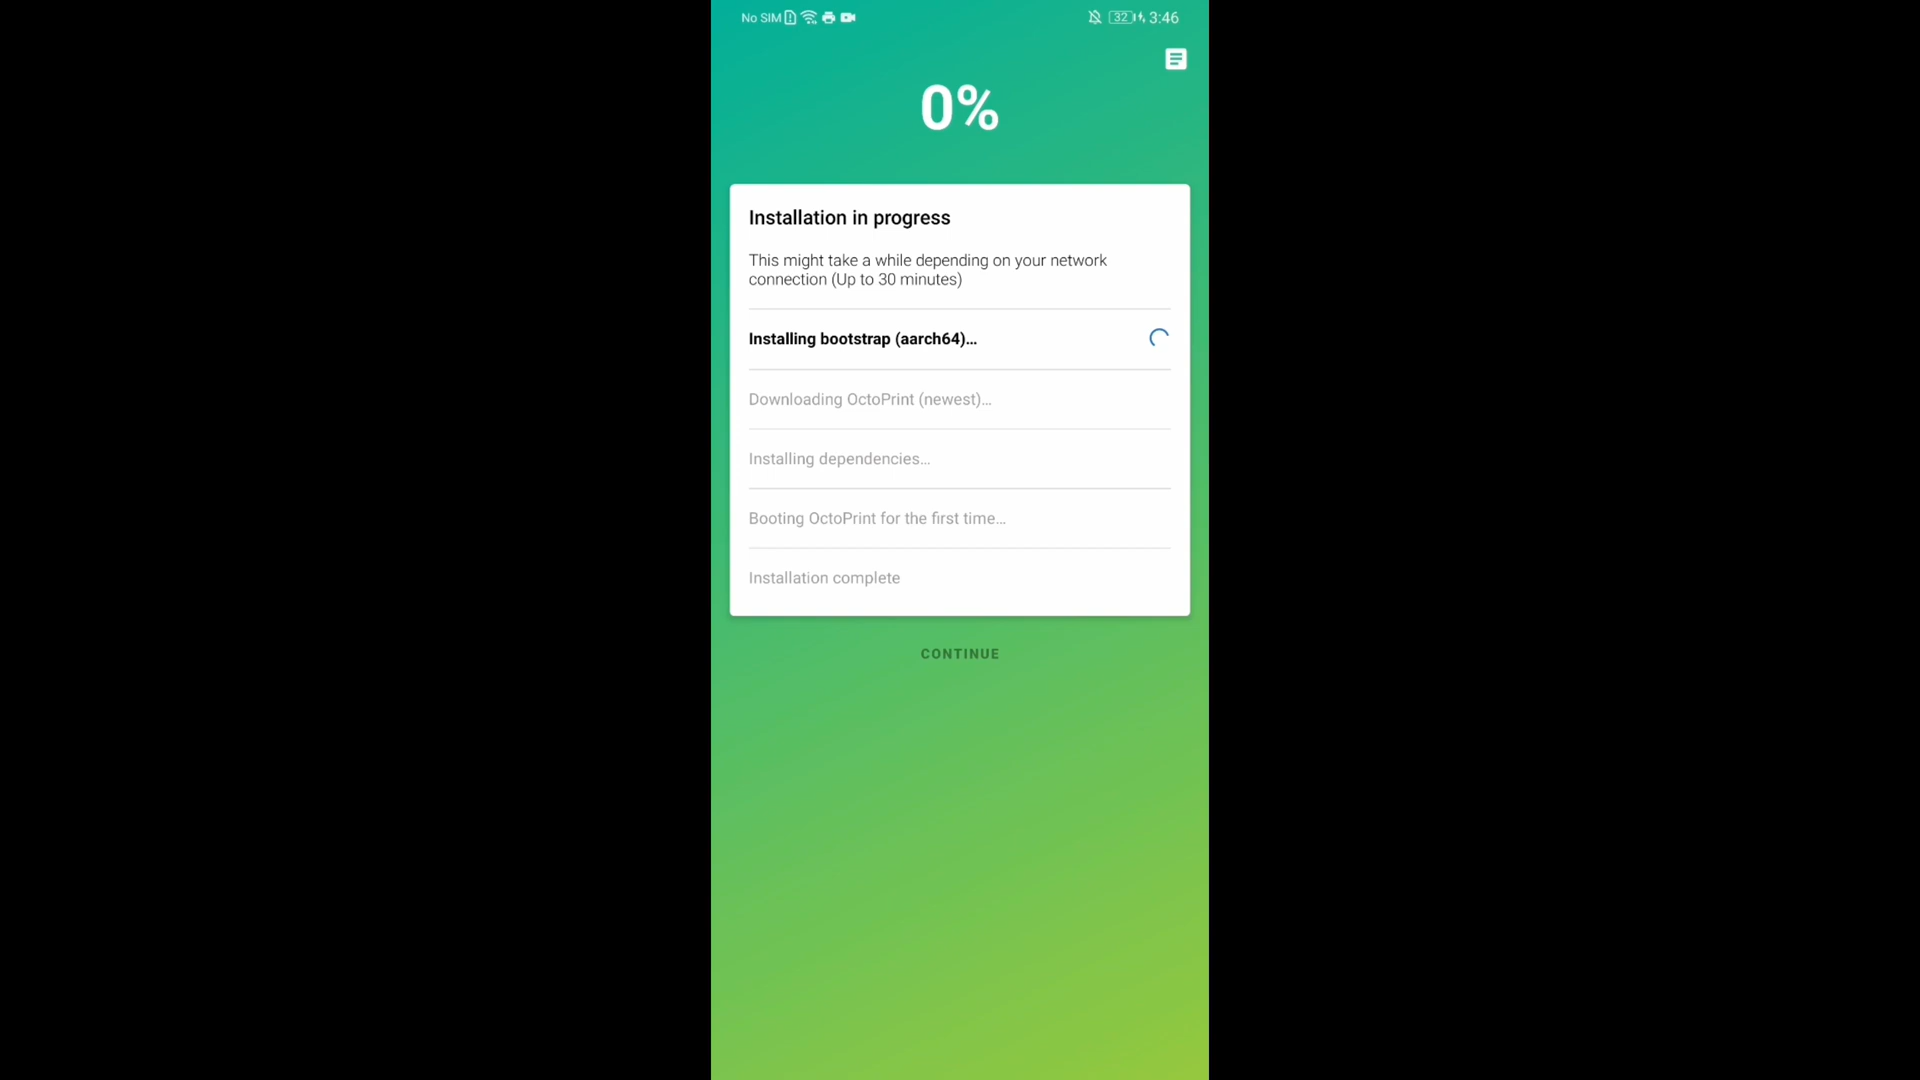 No SIM 32 3:46
0%
Installation in progress
This might take a while depending on your network
connection (Up to 30 minutes)
Installing bootstrap (aarch64)...
Downloading OctoPrint (newest)...
Installing dependencies...
Booting OctoPrint for the first time...
Installation complete
CONTINUE